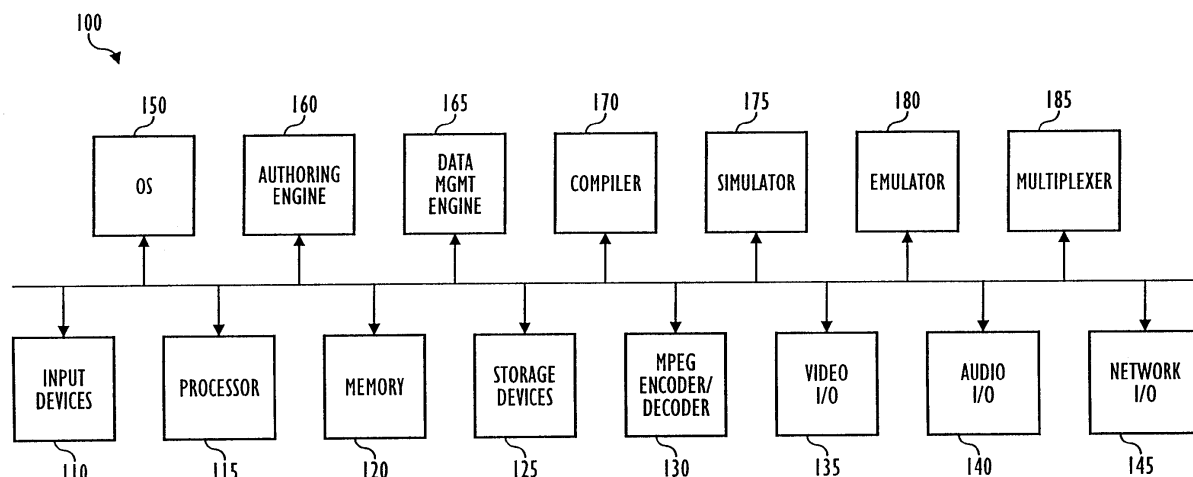 100
150
160
165
170
175
180
185
OS
AUTHORING
ENGINE
DATA
MGMT
ENGINE
COMPILER
SIMULATOR
EMULATOR
MULTIPLEXER
INPUT
DEVICES
PROCESSOR
MEMORY
STORAGE
DEVICES
MPEG
ENCODER/
DECODER
VIDEO
I/O
AUDIO
I/O
NETWORK
I/O
110
115
120
125
130
135
140
145